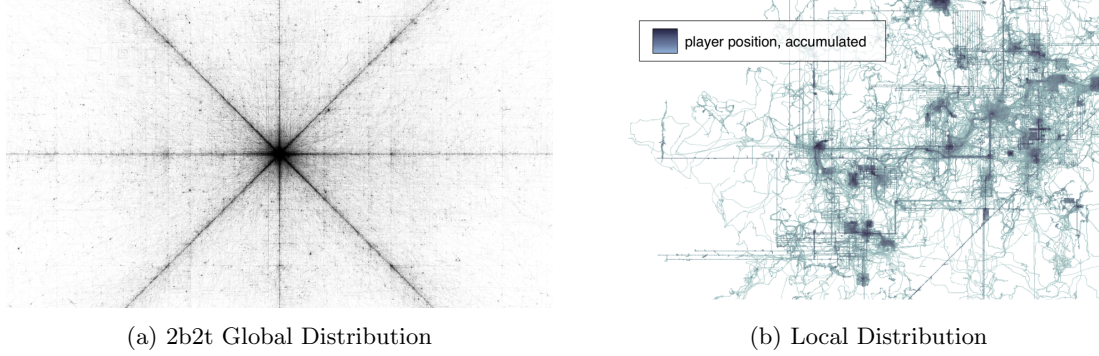 player position, accumulated
(a) 2b2t Global Distribution
(b) Local Distribution